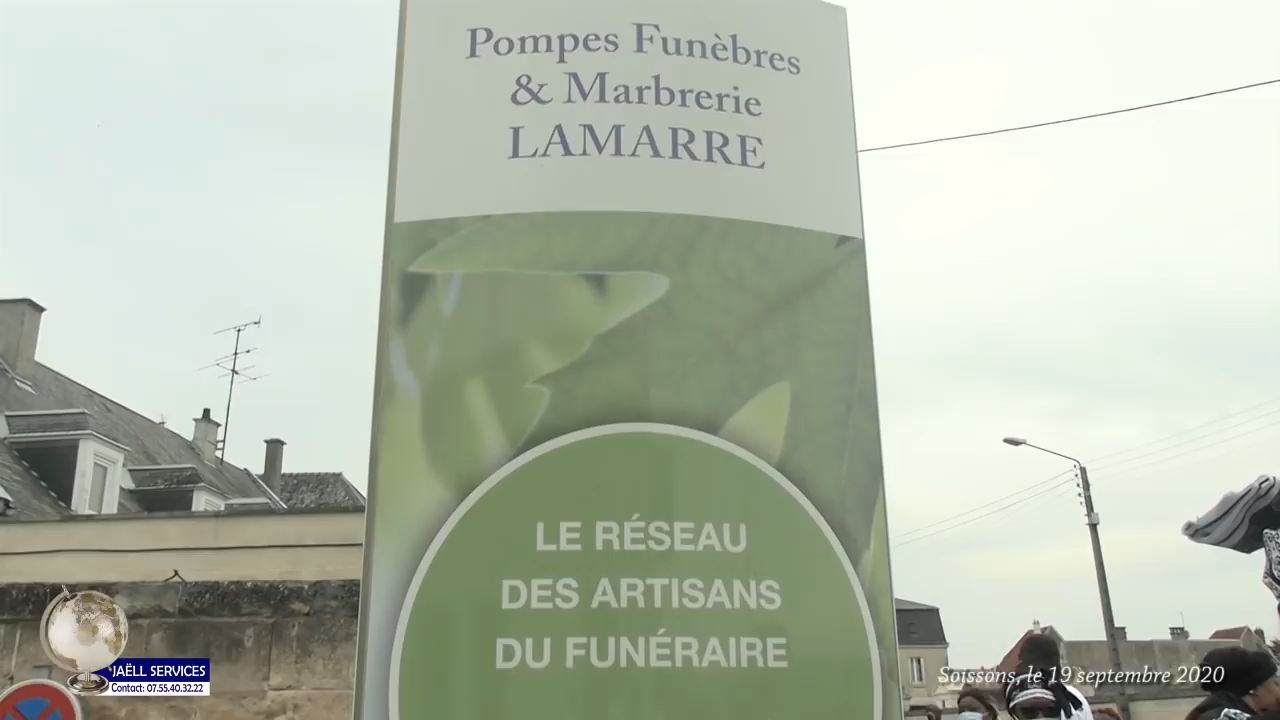 Pompes Funèbres
& Marbrerie
LAMARRE
LE RÉSEAU
DES ARTISANS
DU FUNÉRAIRE
JAËLL SERVICES
Contact: 07.55.40.32.22
Soissons, le 19 septembre 2020